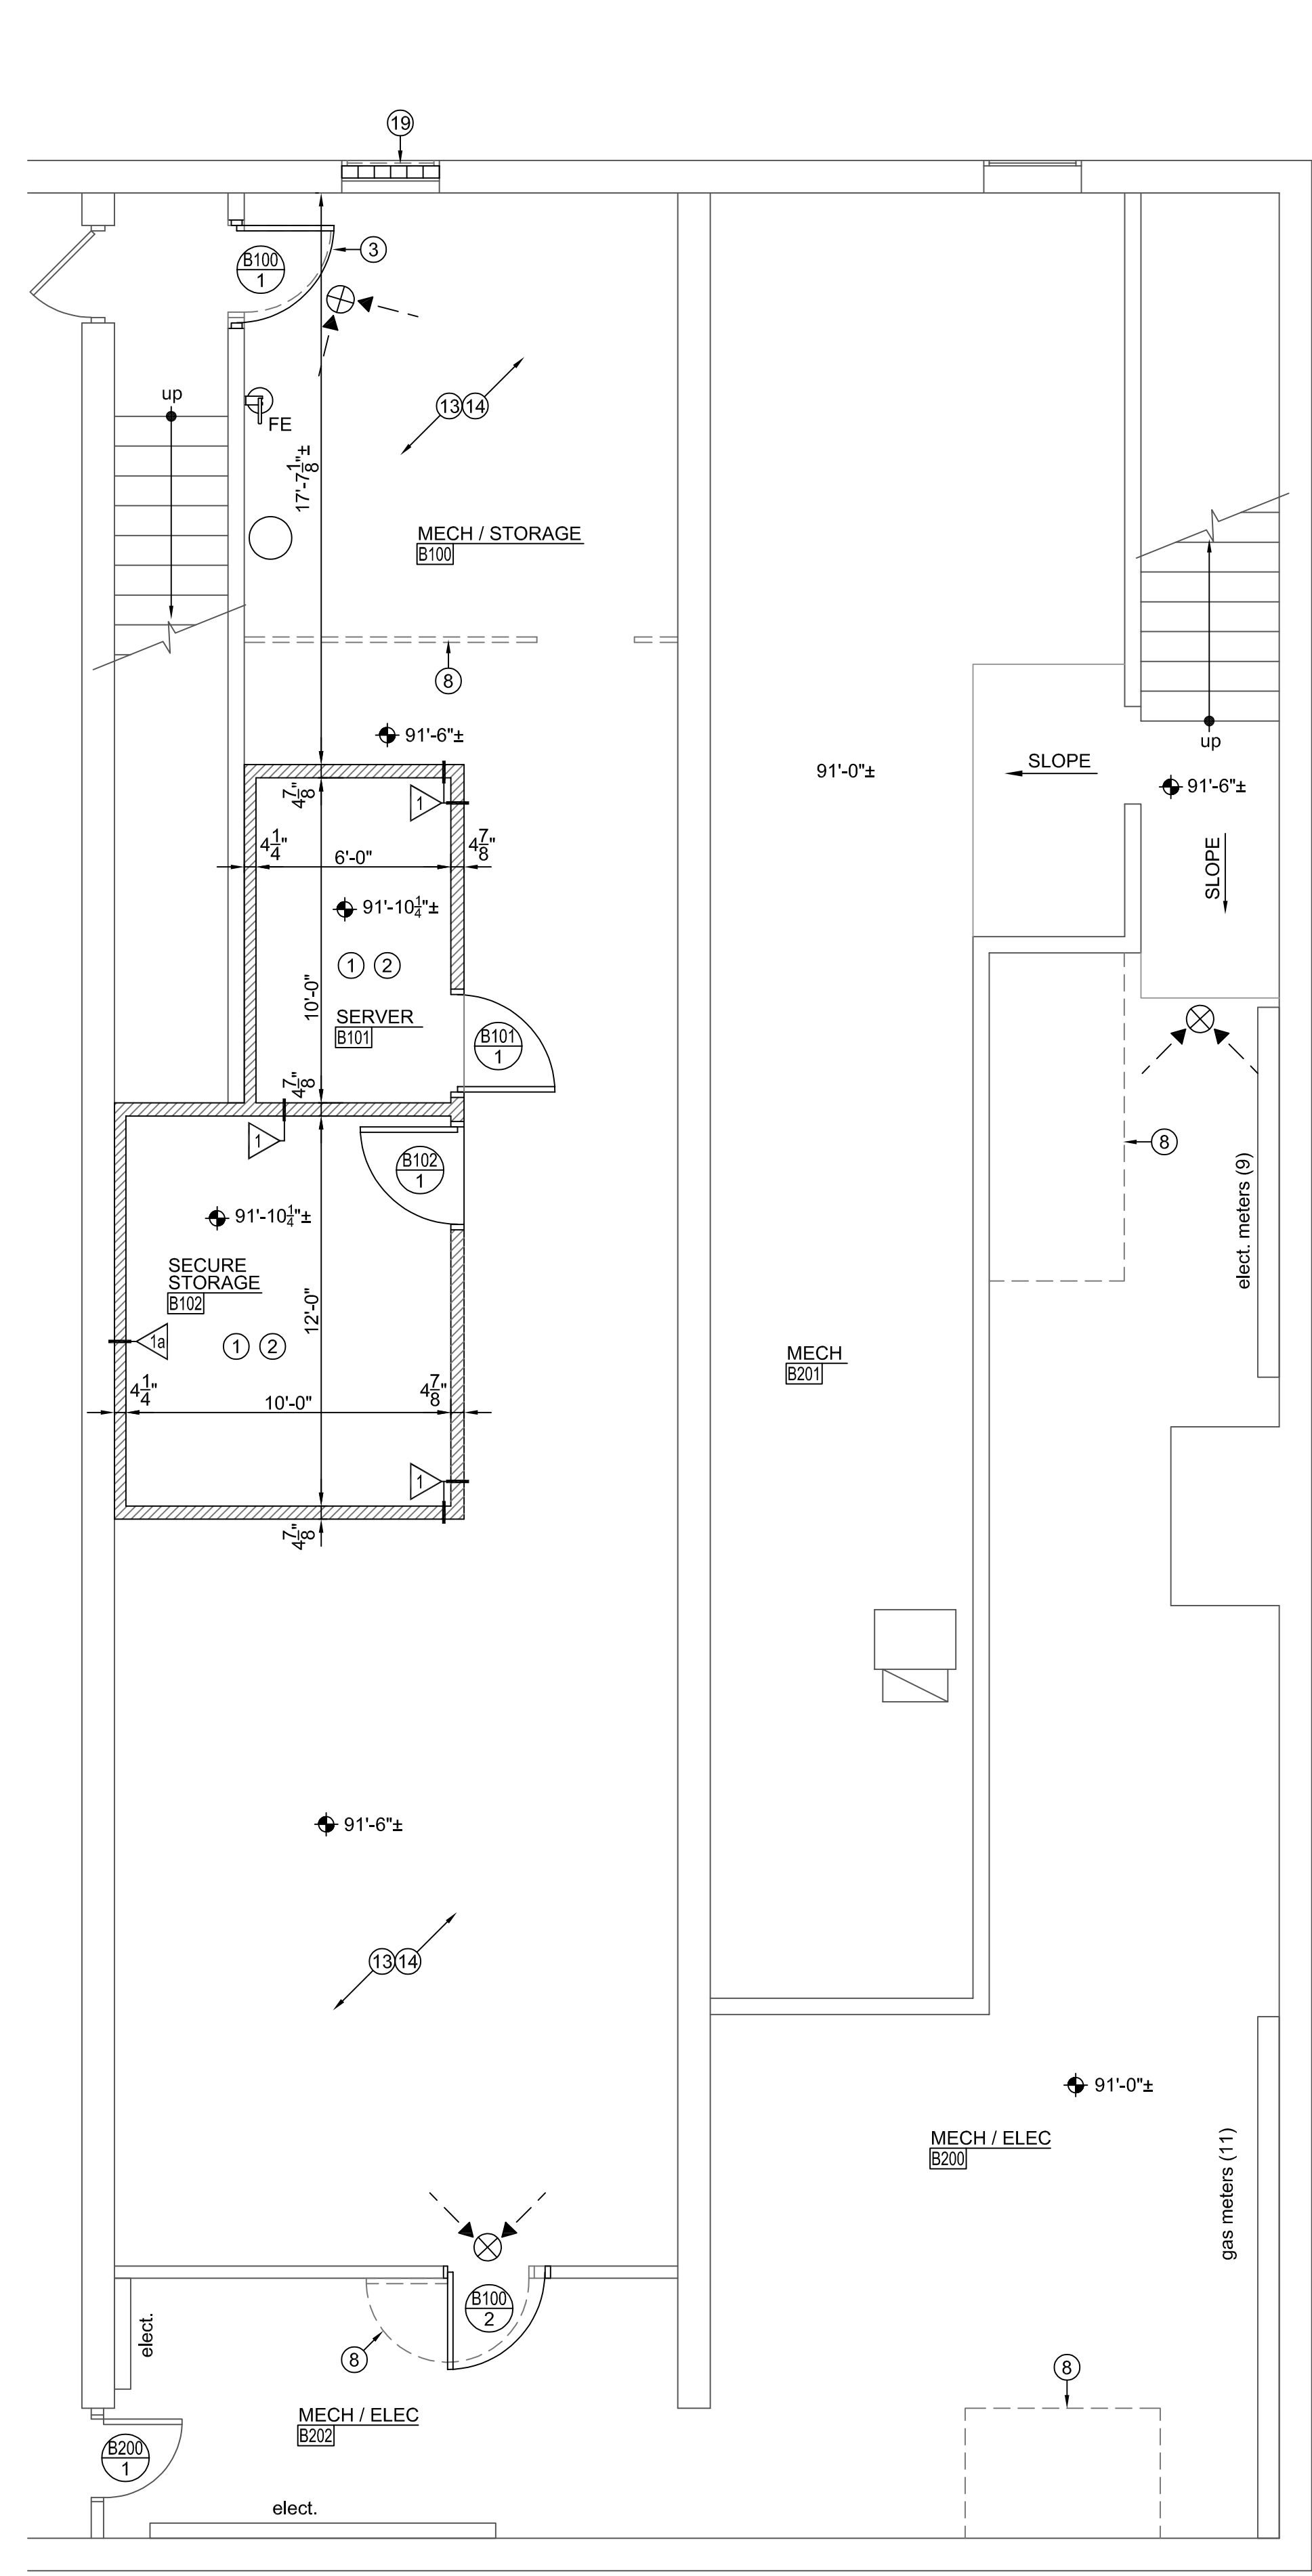 19
B100
1
3
up
FE
13 14
17'-7 1/8"±
MECH / STORAGE
B100
8
91'-6"±
up
91'-0"±
SLOPE
91'-6"±
SLOPE
4 7/8"
1
4 1/4"
6'-0"
4 7/8"
91'-10 1/4"±
1 2
10'-0"
SERVER
B101
B101
1
4 7/8"
1
B102
1
8
elect. meters (9)
91'-10 1/4"±
SECURE
STORAGE
B102
12'-0"
1a
1 2
MECH
B201
4 1/4"
10'-0"
4 7/8"
1
4 7/8"
91'-6"±
13 14
91'-0"±
MECH / ELEC
B200
gas meters (11)
B100
2
elect.
8
8
MECH / ELEC
B202
B200
1
elect.